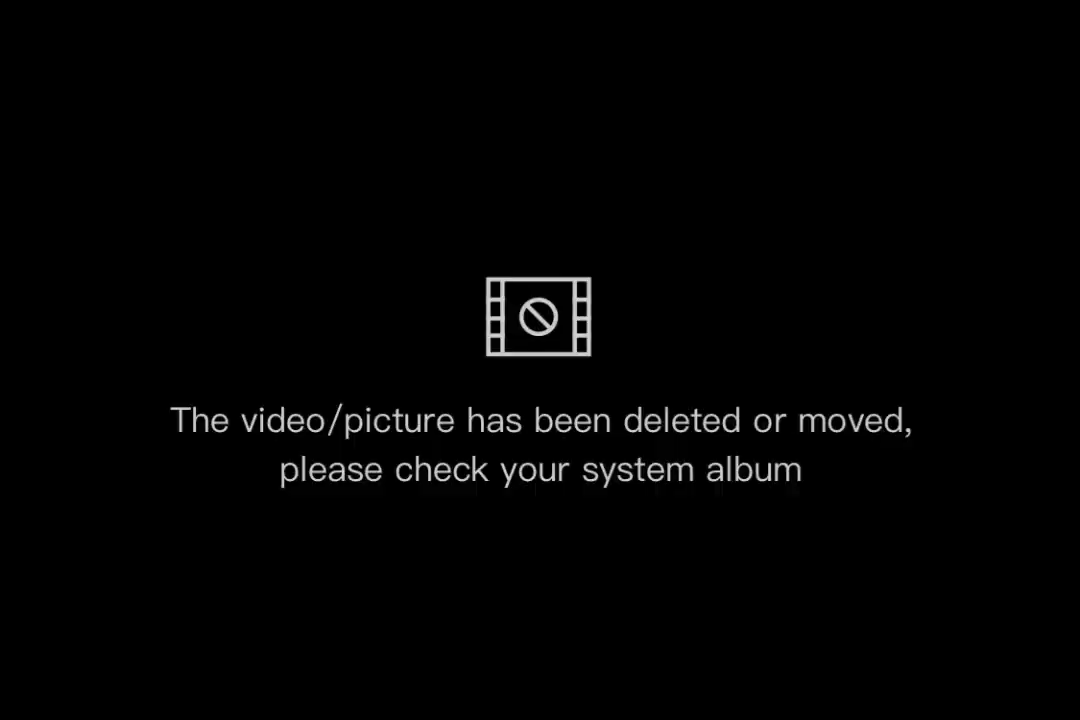 The video/picture has been deleted or moved,
please check your system album